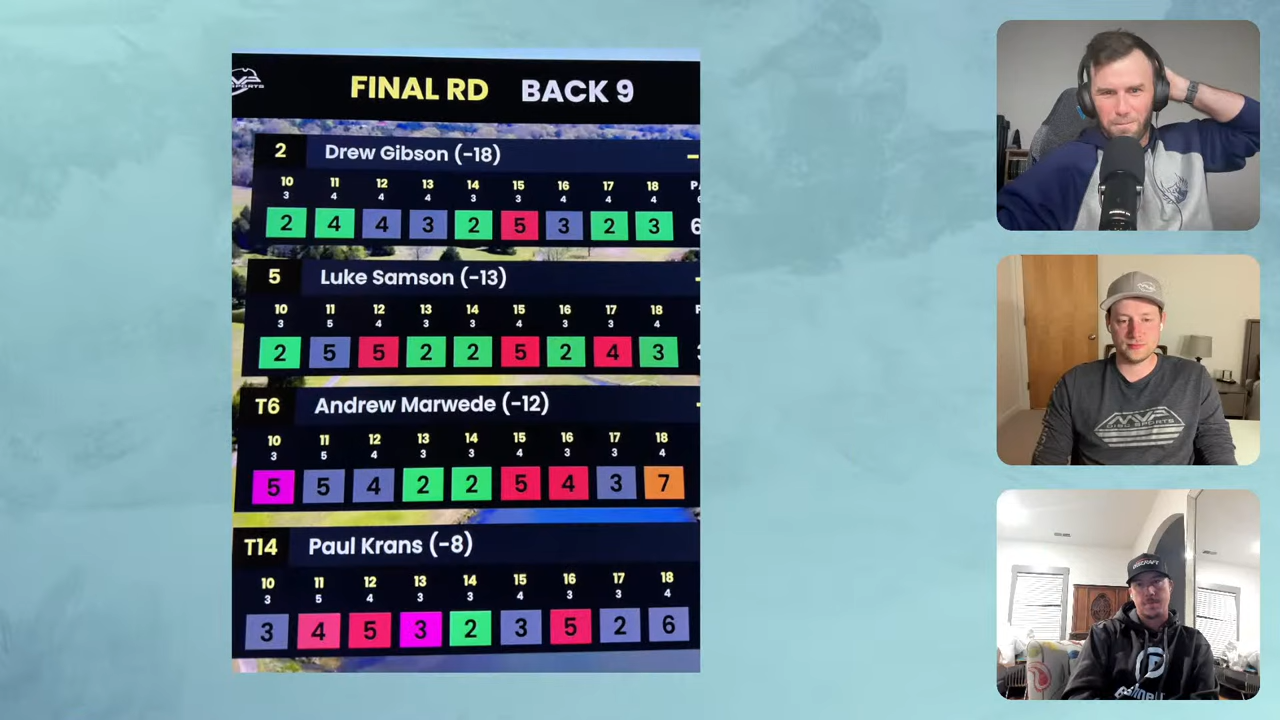 FINAL RD BACK 9
2 Drew Gibson (-18)
10 11 12 13 14 15 16 17 18
3 4 4 4 3 3 4 4 4
2 4 4 3 2 5 3 2 3 6
5 Luke Samson (-13)
10 11 12 13 14 15 16 17 18
3 5 4 3 3 4 3 3 4
2 5 5 2 2 5 2 4 3
T6 Andrew Marwede (-12)
10 11 12 13 14 15 16 17 18
3 5 4 3 3 4 3 3 4
5 5 4 2 2 5 4 3 7
T14 Paul Krans (-8)
10 11 12 13 14 15 16 17 18
3 5 4 3 3 4 3 3 4
3 4 5 3 2 3 5 2 6
MVP
DISC SPORTS
DISCRAFT